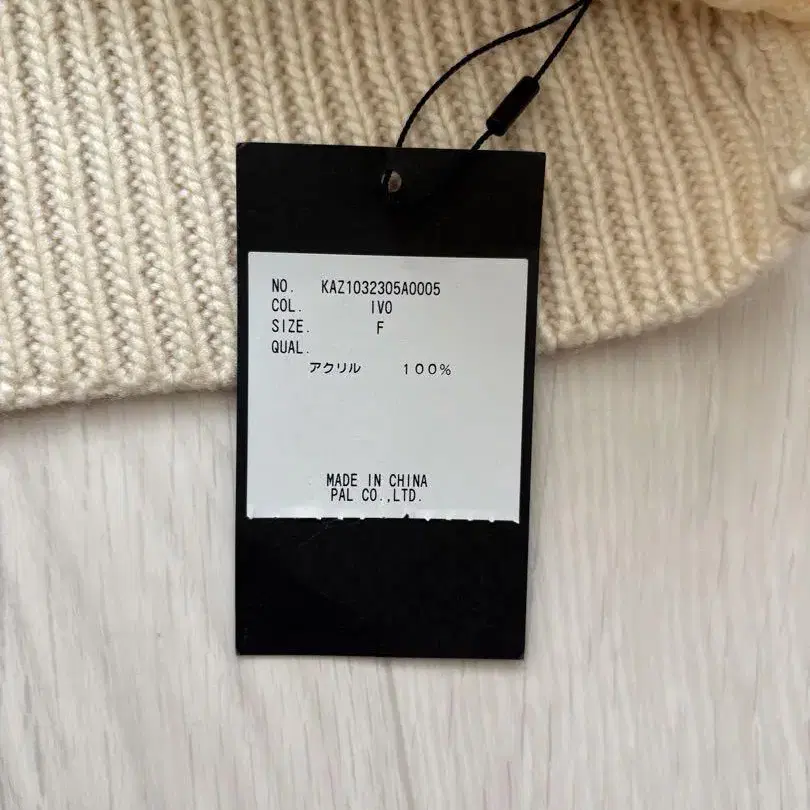 NO. KAZ1032305A0005
COL. IVO
SIZE. F
QUAL.
アクリル 100%
MADE IN CHINA
PAL CO.,LTD.